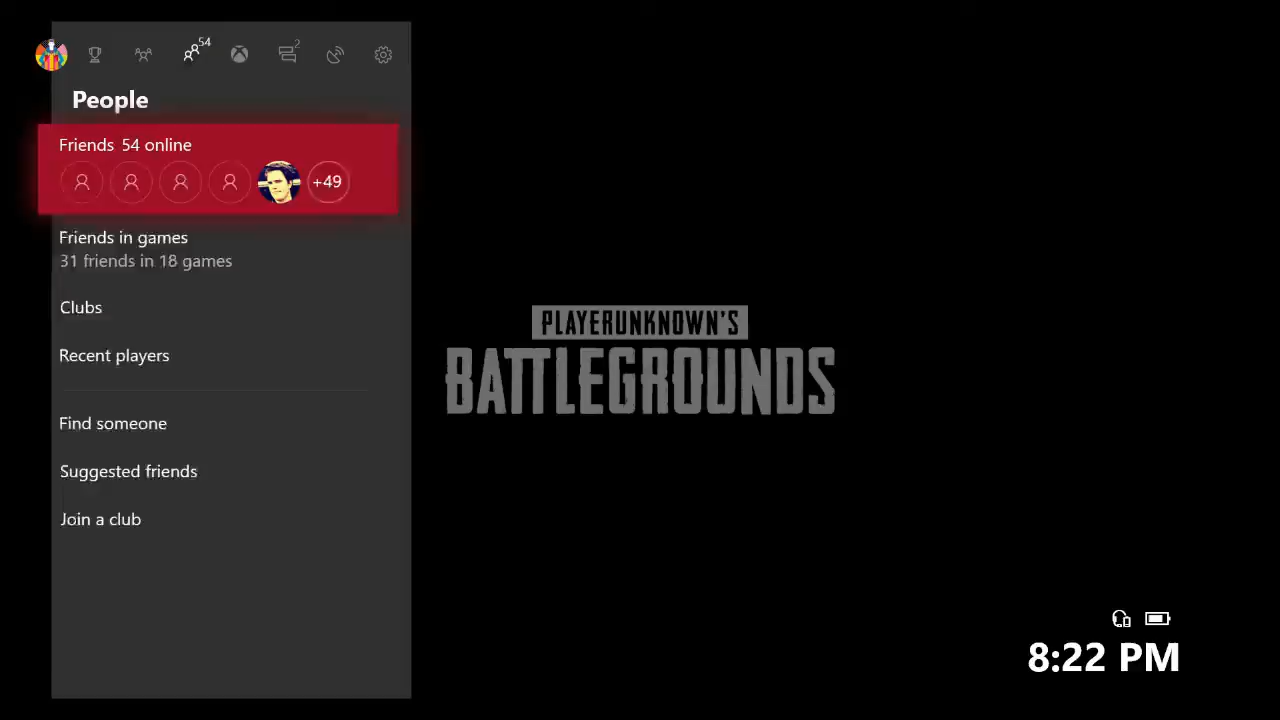 54
2
People
Friends 54 online
+49
Friends in games
31 friends in 18 games
Clubs
Recent players
Find someone
Suggested friends
Join a club
PLAYERUNKNOWN'S
BATTLEGROUNDS
8:22 PM